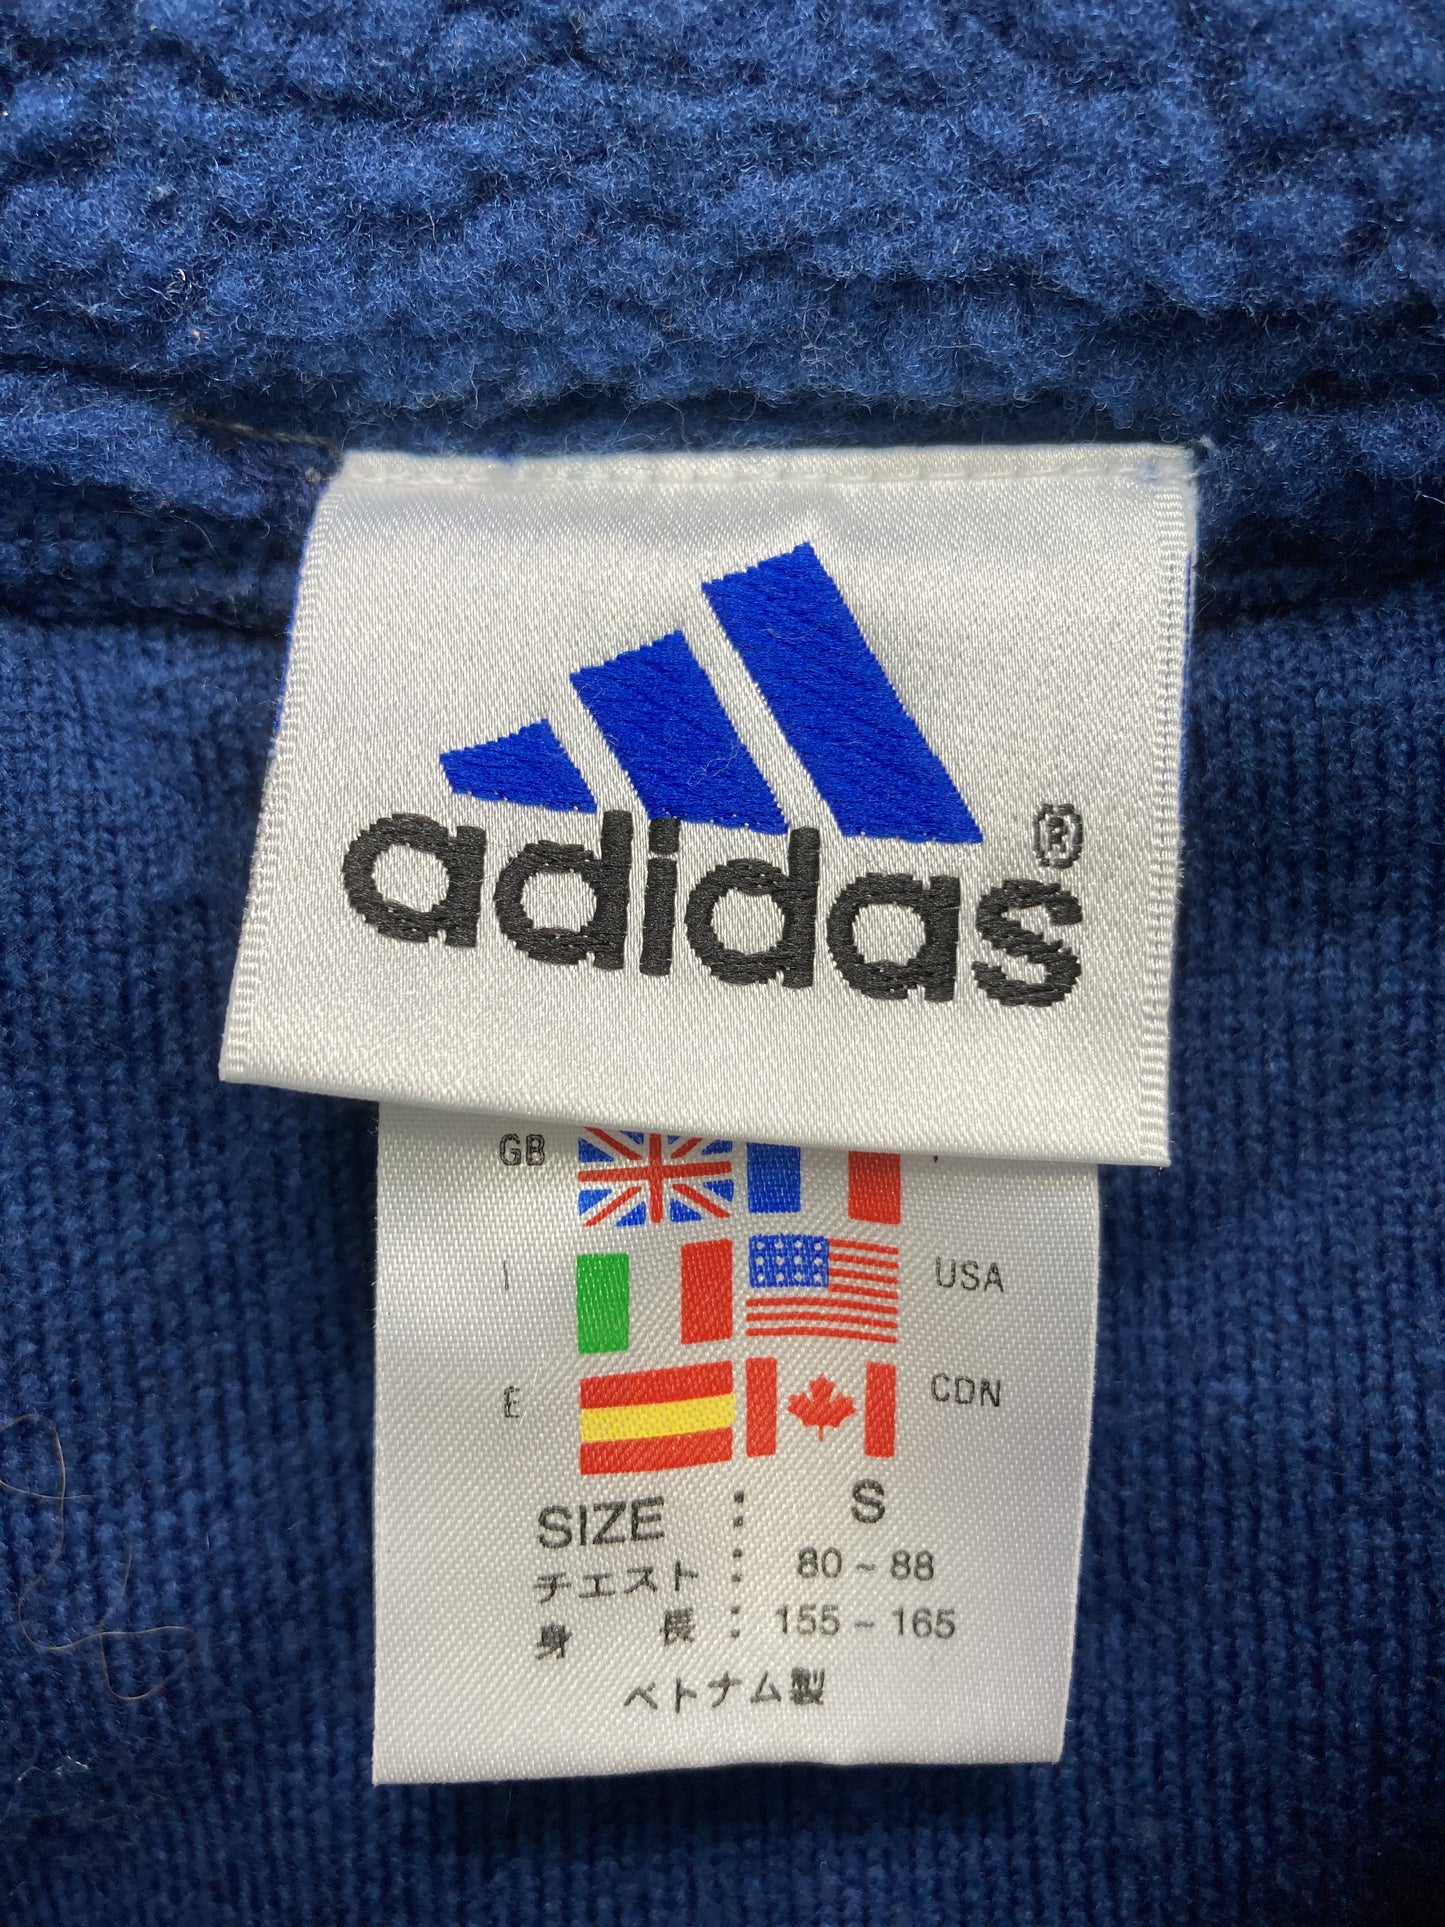 adidas ®
GB
I USA
E CDN
SIZE : S
チエスト : 80 ~ 88
身 長 : 155 ~ 165
ベトナム製